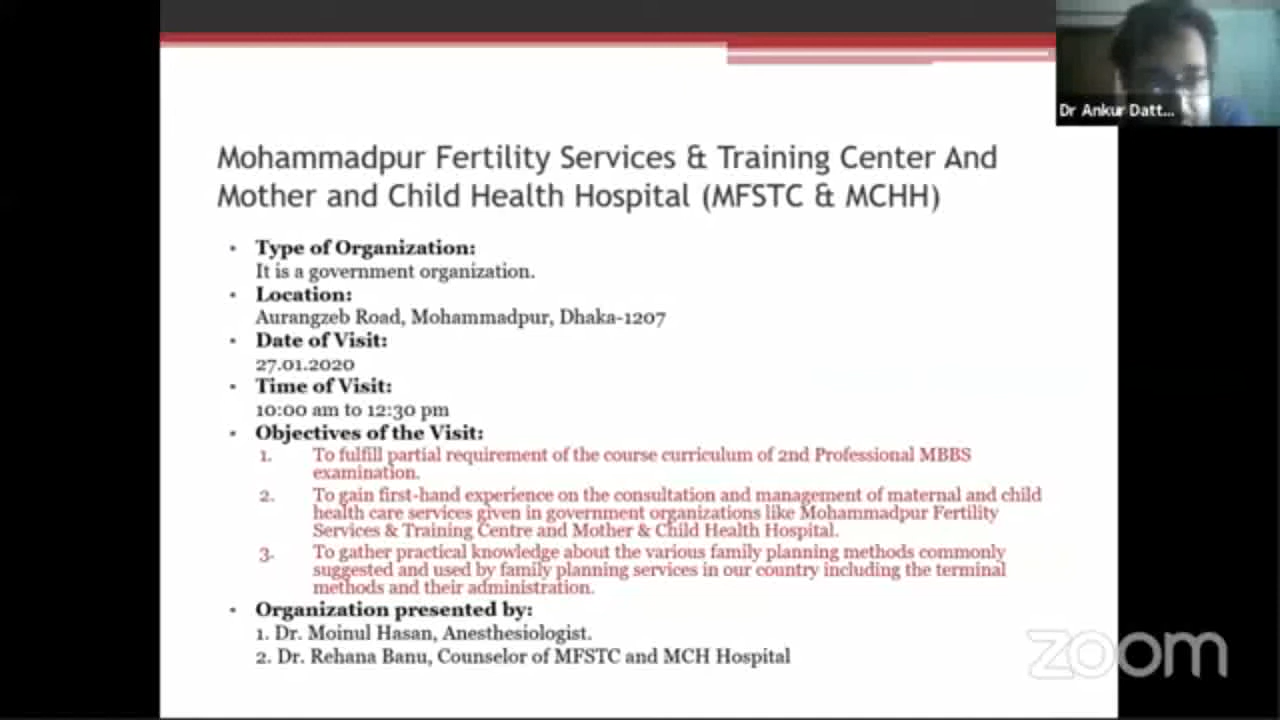 Dr Ankur Datt...
Mohammadpur Fertility Services & Training Center And
Mother and Child Health Hospital (MFSTC & MCHH)
• Type of Organization:
It is a government organization.
• Location:
Aurangzeb Road, Mohammadpur, Dhaka-1207
• Date of Visit:
27.01.2020
• Time of Visit:
10:00 am to 12:30 pm
• Objectives of the Visit:
1. To fulfill partial requirement of the course curriculum of 2nd Professional MBBS
examination.
2. To gain first-hand experience on the consultation and management of maternal and child
health care services given in government organizations like Mohammadpur Fertility
Services & Training Centre and Mother & Child Health Hospital.
3. To gather practical knowledge about the various family planning methods commonly
suggested and used by family planning services in our country including the terminal
methods and their administration.
• Organization presented by:
1. Dr. Moinul Hasan, Anesthesiologist.
2. Dr. Rehana Banu, Counselor of MFSTC and MCH Hospital
zoom